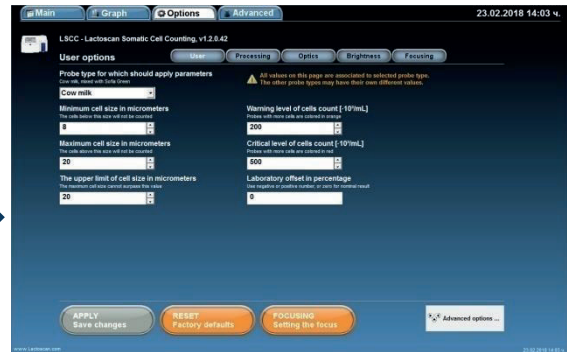 Main Graph Options Advanced 23.02.2018 14:03 ч.
LSCC - Lactoscan Somatic Cell Counting, v1.2.0.42
User options User Processing Optics Brightness Focusing
Probe type for which should apply parameters
Cow milk, mixed with Sofia Green
Cow milk
All values on this page are associated to selected probe type.
The other probe types may have their own different values.
Minimum cell size in micrometers
The cells below this size will not be counted
8
Warning level of cells count [·10³/mL]
Probes with more cells are colored in orange
200
Maximum cell size in micrometers
The cells above this size will not be counted
20
Critical level of cells count [·10³/mL]
Probes with more cells are colored in red
500
The upper limit of cell size in micrometers
The maximum cell size cannot surpass this value
20
Laboratory offset in percentage
Use negative or positive number, or zero for normal result
0
APPLY
Save changes
RESET
Factory defaults
FOCUSING
Setting the focus
Advanced options ...
www.lactoscan.com